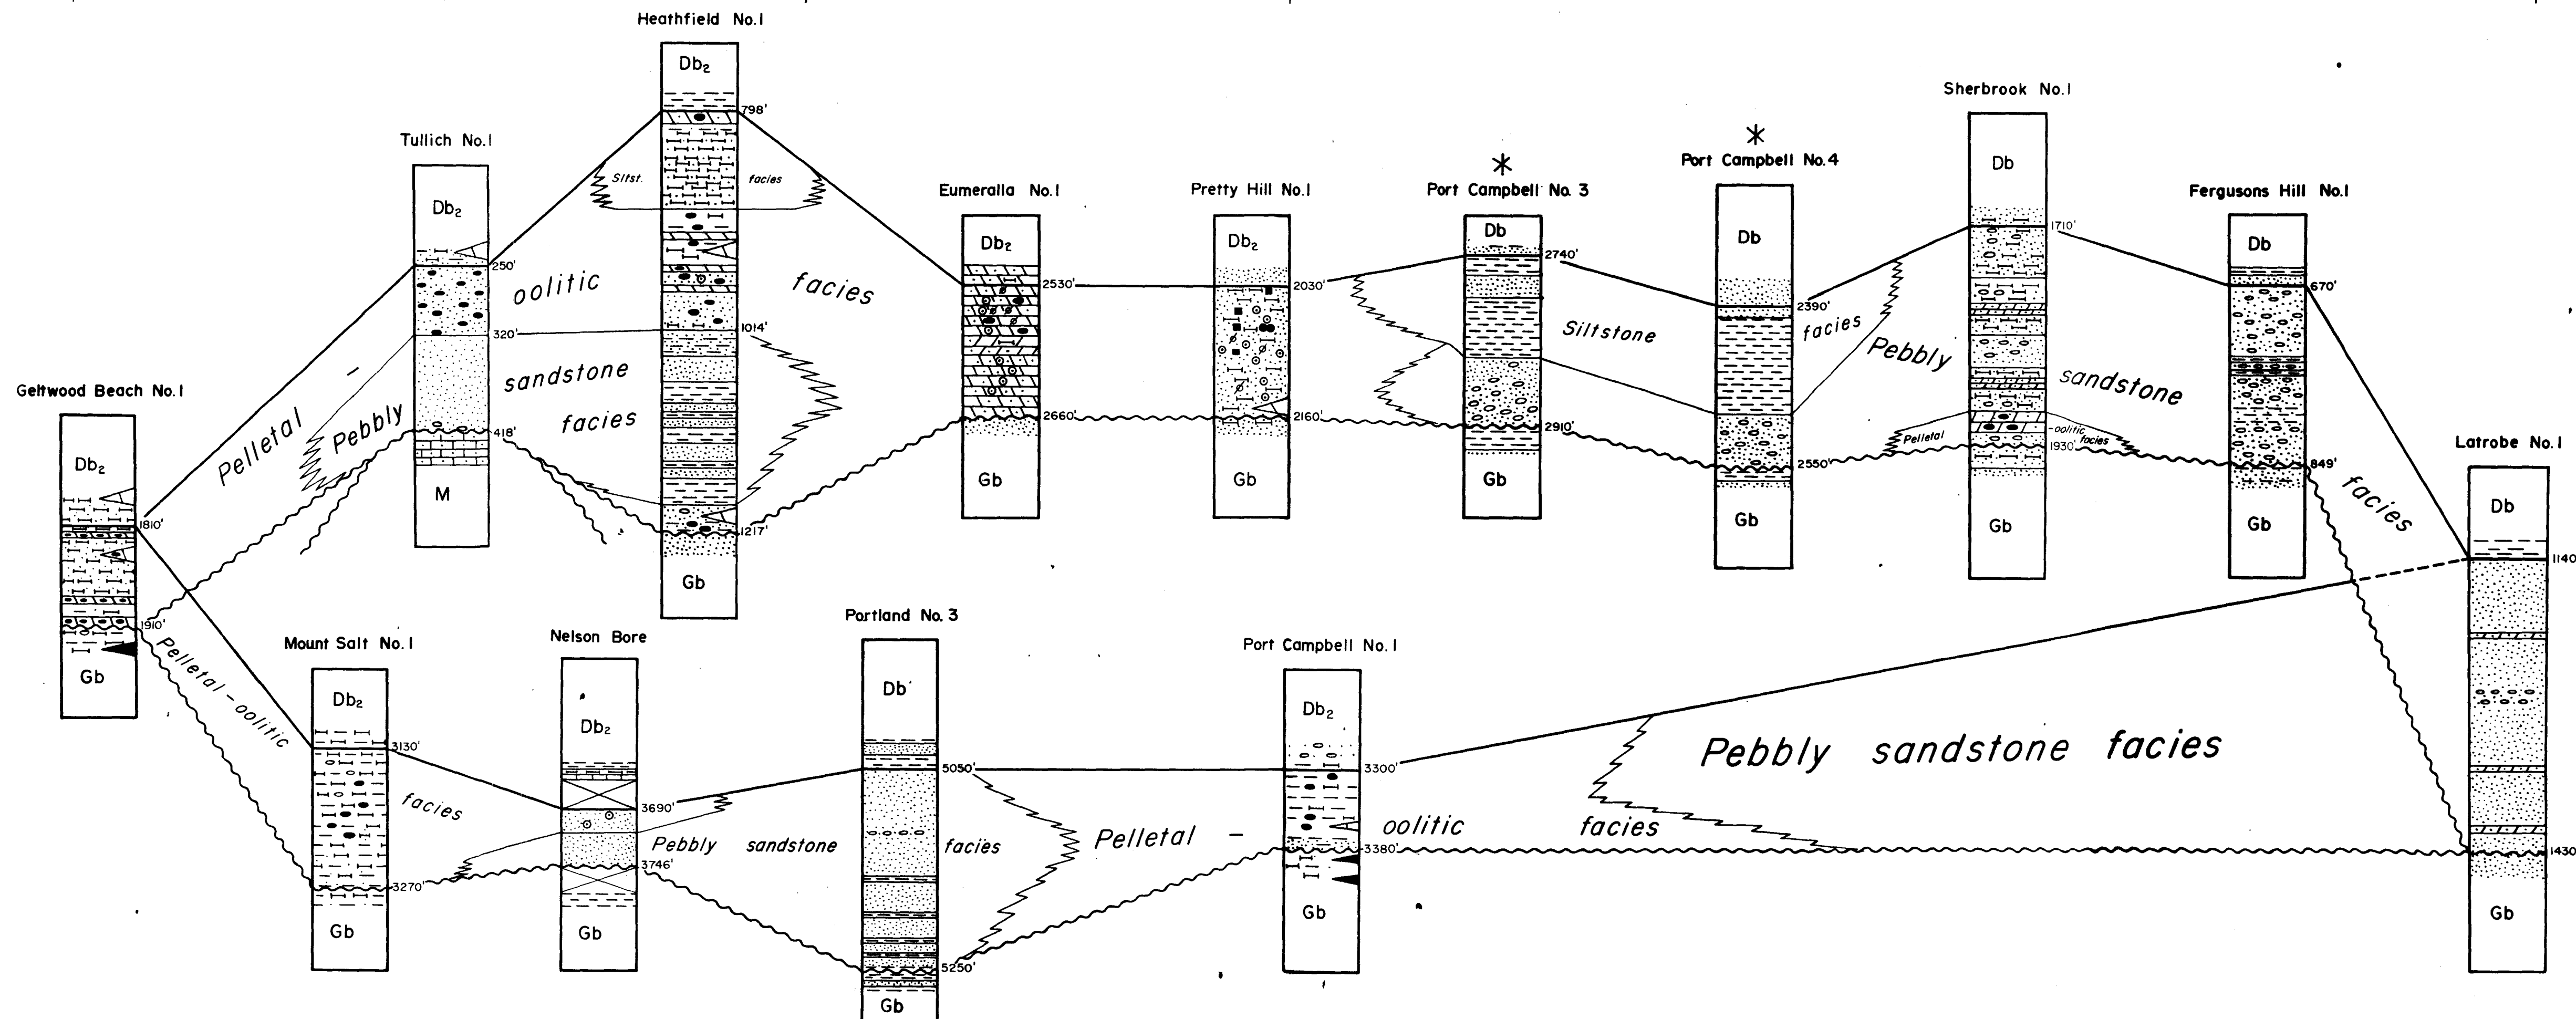 Heathfield No.1
Db₂
798'
Sltst. facies
1014'
1217'
Gb
Tullich No.1
Db₂
250'
320'
418'
M
oolitic
facies
sandstone
facies
Pelletal -
Pebbly
Geltwood Beach No.1
Db₂
1810'
1910'
Gb
Eumeralla No.1
Db₂
2530'
2660'
Gb
Pretty Hill No.1
Db₂
2030'
2160'
Gb
*
Port Campbell No. 3
Db
2740'
2910'
Gb
Siltstone
facies
*
Port Campbell No. 4
Db
2390'
2550'
Gb
Pebbly
sandstone
facies
Sherbrook No.1
Db
1710'
1930'
Gb
Pelletal
-oolitic
facies
Fergusons Hill No.1
Db
670'
849'
Gb
Latrobe No.1
Db
1140
1430
Gb
Pelletal-oolitic
facies
Mount Salt No.1
Db₂
3130'
3270'
Gb
Nelson Bore
Db₂
3690'
3746'
Gb
Pebbly sandstone facies
Portland No. 3
Db'
5050'
5250'
Gb
Pelletal - oolitic facies
Port Campbell No.1
Db₂
3300'
3380'
Gb
Pebbly sandstone facies